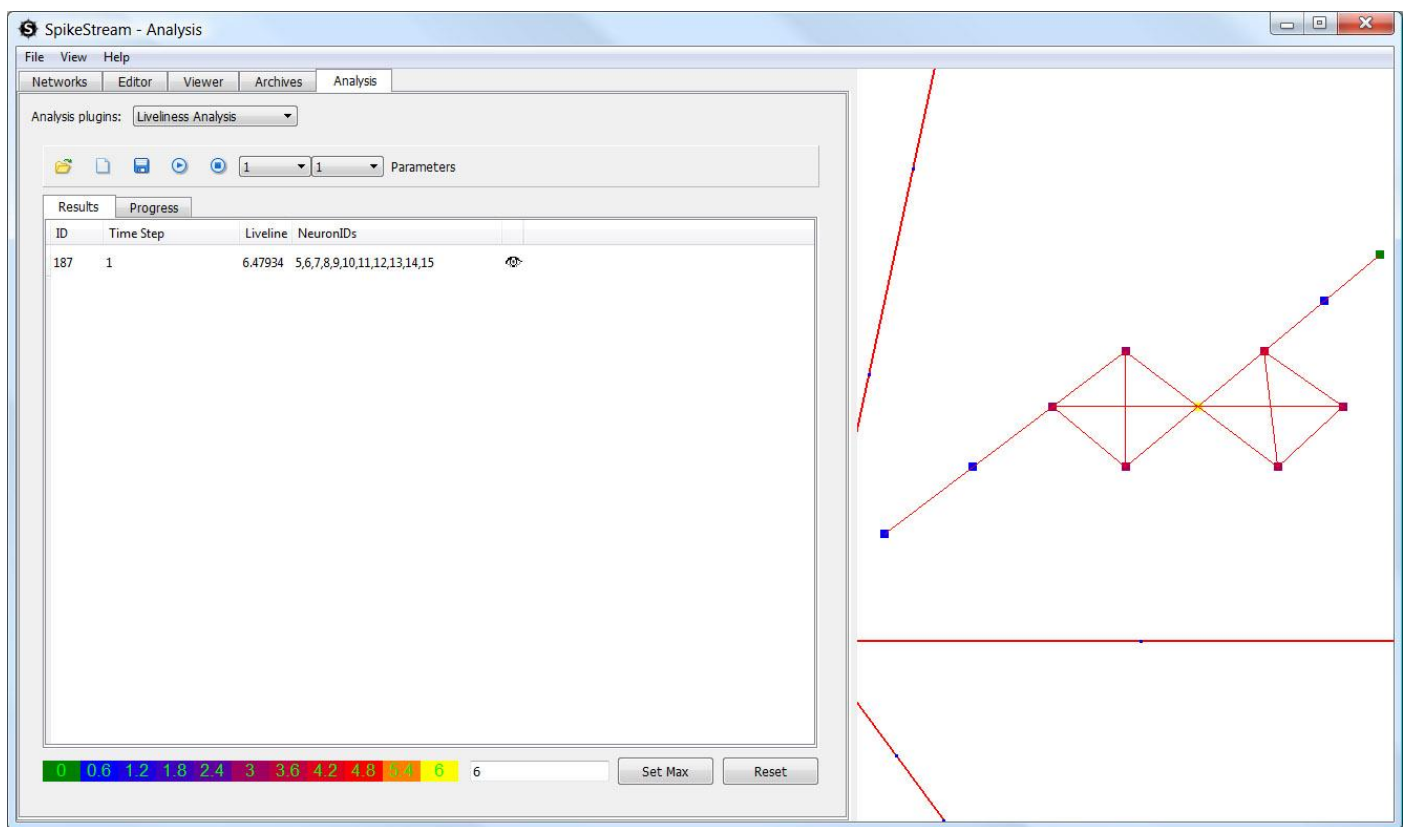 SpikeStream - Analysis
File View Help
Networks Editor Viewer Archives Analysis
Analysis plugins: Liveliness Analysis
1 1 Parameters
Results Progress
ID Time Step Liveline NeuronIDs
187 1 6.47934 5,6,7,8,9,10,11,12,13,14,15
0 0.6 1.2 1.8 2.4 3 3.6 4.2 4.8 5.4 6 6 Set Max Reset